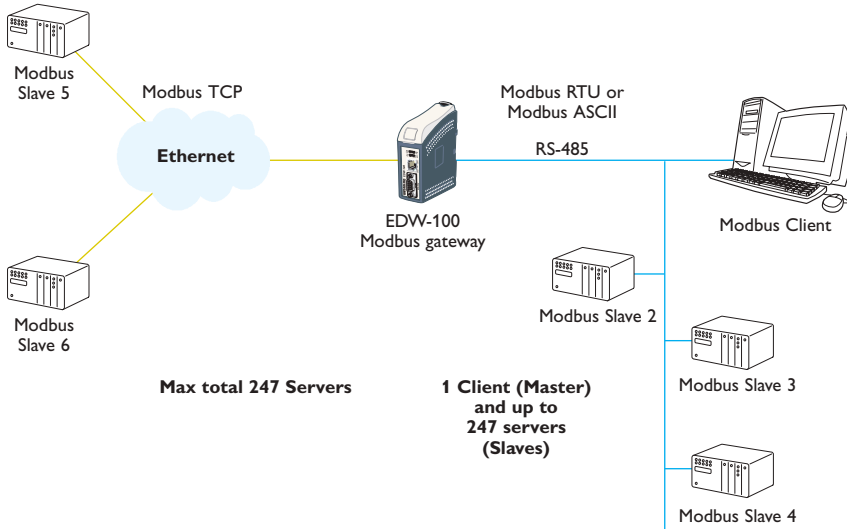 Modbus
Slave 5
Modbus TCP
Ethernet
Modbus RTU or
Modbus ASCII
RS-485
EDW-100
Modbus gateway
Modbus Client
Modbus
Slave 6
Modbus Slave 2
Modbus Slave 3
Modbus Slave 4
Max total 247 Servers
1 Client (Master)
and up to
247 servers
(Slaves)